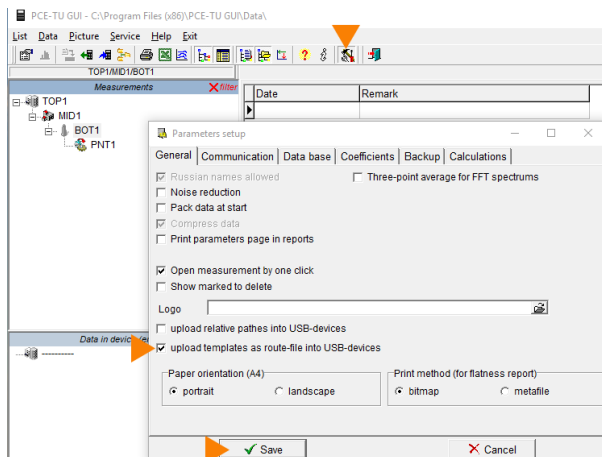 PCE-TU GUI - C:\Program Files (x86)\PCE-TU GUI\Data\
List Data Picture Service Help Exit
TOP1/MID1/BOT1
Measurements filter
Date Remark
TOP1
MID1
BOT1
PNT1
Parameters setup
General Communication Data base Coefficients Backup Calculations
Russian names allowed Three-point average for FFT spectrums
Noise reduction
Pack data at start
Compress data
Print parameters page in reports
Open measurement by one click
Show marked to delete
Logo
upload relative pathes into USB-devices
Data in device
upload templates as route-file into USB-devices
----------
Paper orientation (A4) Print method (for flatness report)
portrait landscape bitmap metafile
Save Cancel